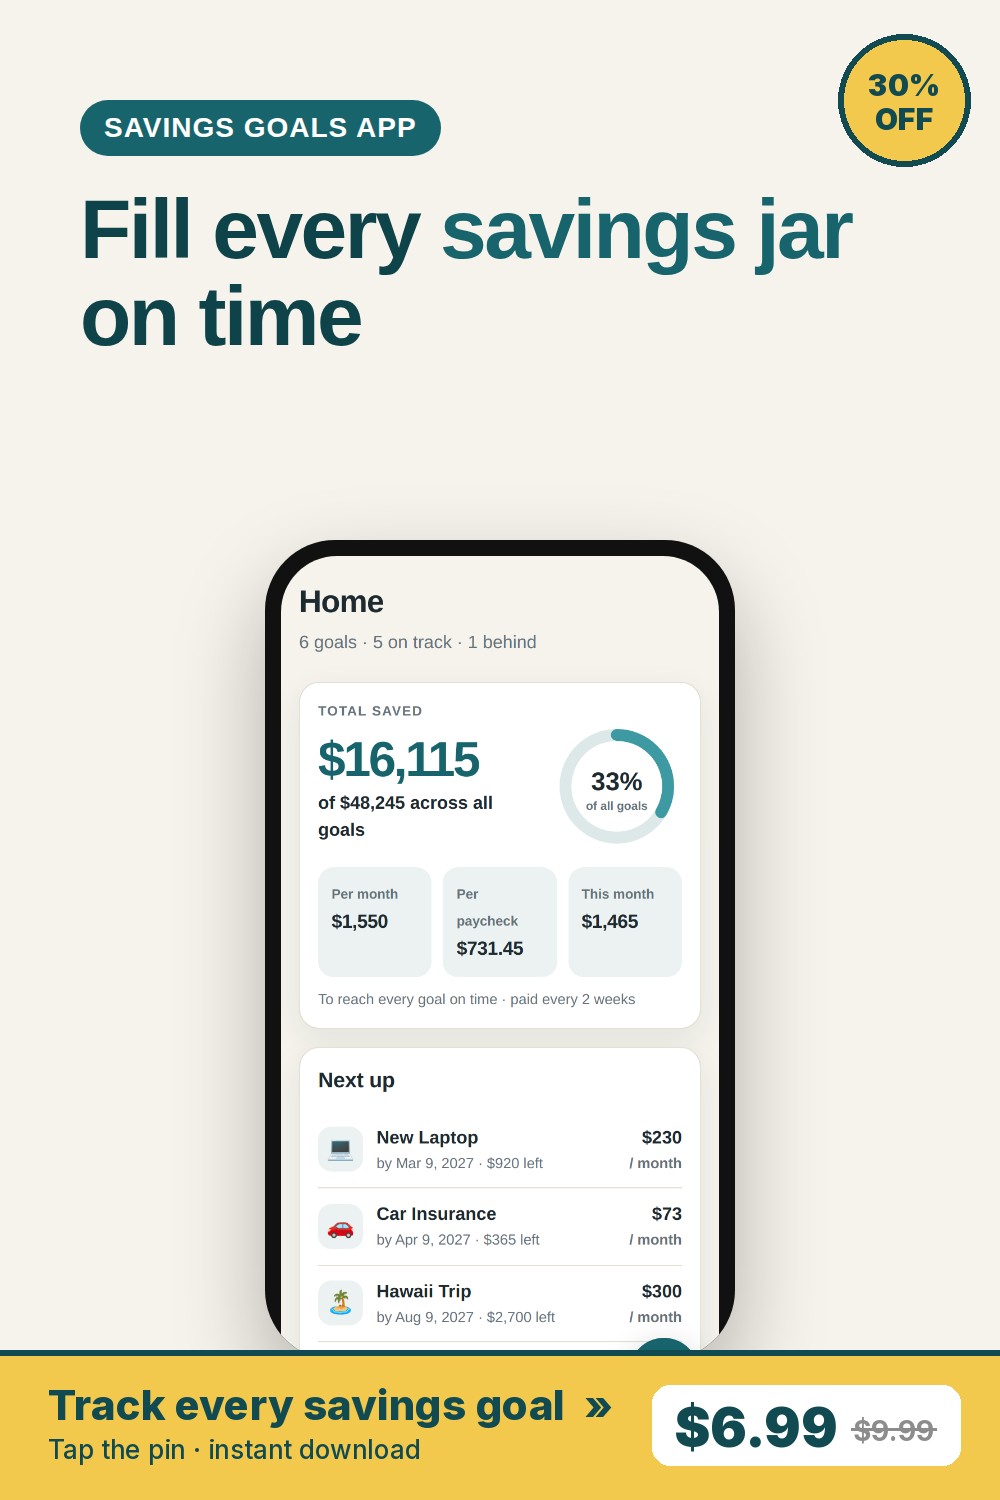 30%
OFF
SAVINGS GOALS APP
Fill every savings jar
on time
Home
6 goals · 5 on track · 1 behind
TOTAL SAVED
$16,115
of $48,245 across all
goals
33%
of all goals
Per month
$1,550
Per
paycheck
$731.45
This month
$1,465
To reach every goal on time · paid every 2 weeks
Next up
New Laptop
$230
by Mar 9, 2027 · $920 left
/ month
Car Insurance
$73
by Apr 9, 2027 · $365 left
/ month
Hawaii Trip
$300
by Aug 9, 2027 · $2,700 left
/ month
Track every savings goal »
Tap the pin · instant download
$6.99 $9.99